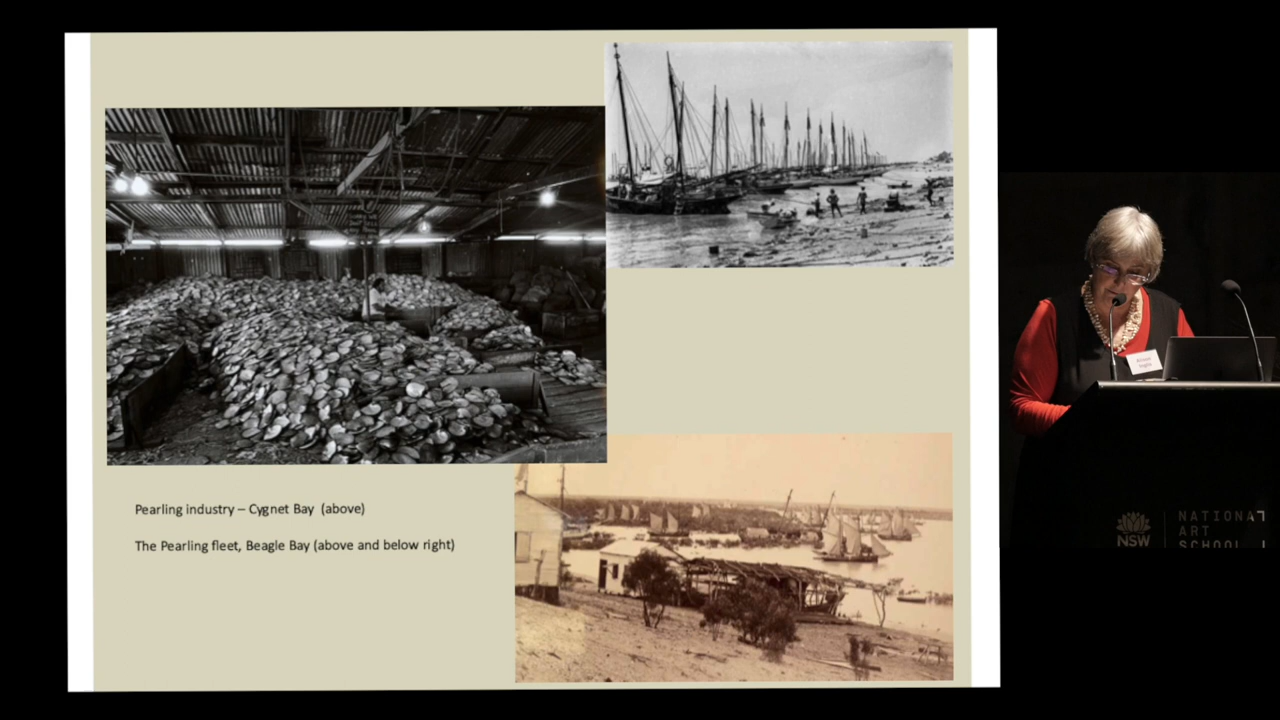 Pearling industry – Cygnet Bay (above)
The Pearling fleet, Beagle Bay (above and below right)
NSW
NATIONAL
ART
SCHOOL